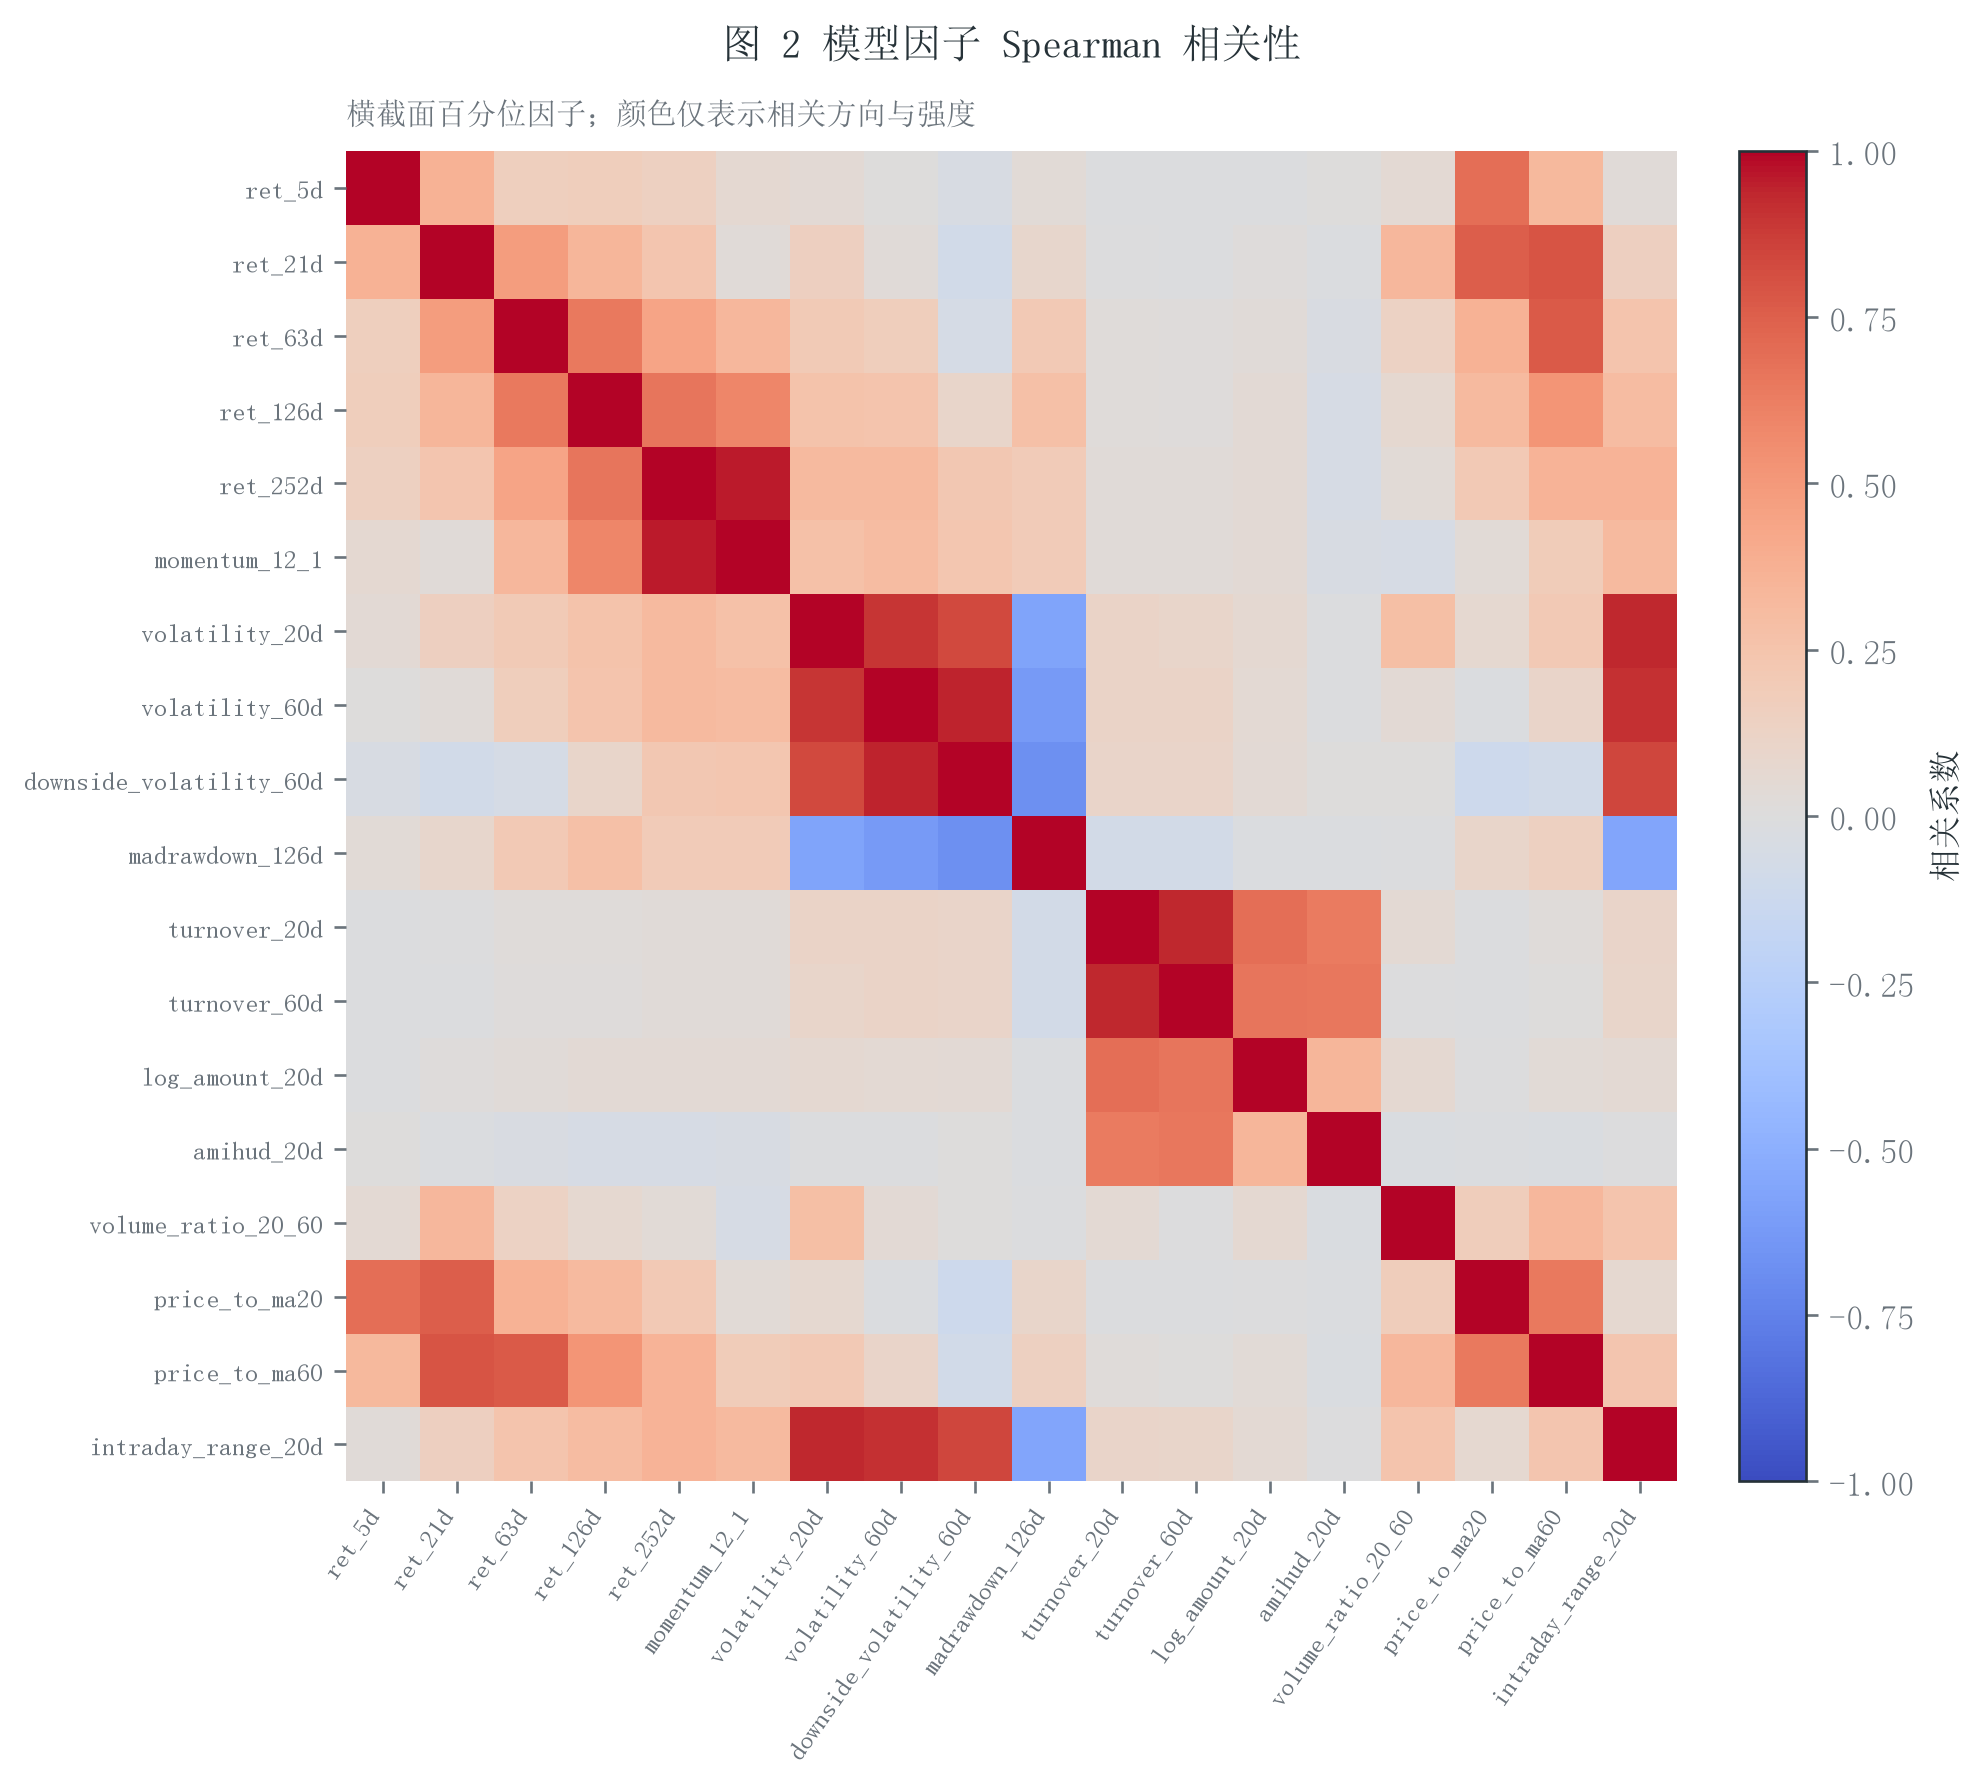 图 2 模型因子 Spearman 相关性
横截面百分位因子；颜色仅表示相关方向与强度
ret_5d
ret_21d
ret_63d
ret_126d
ret_252d
momentum_12_1
volatility_20d
volatility_60d
downside_volatility_60d
madrawdown_126d
turnover_20d
turnover_60d
log_amount_20d
amihud_20d
volume_ratio_20_60
price_to_ma20
price_to_ma60
intraday_range_20d
ret_5d
ret_21d
ret_63d
ret_126d
ret_252d
momentum_12_1
volatility_20d
volatility_60d
downside_volatility_60d
madrawdown_126d
turnover_20d
turnover_60d
log_amount_20d
amihud_20d
volume_ratio_20_60
price_to_ma20
price_to_ma60
intraday_range_20d
1.00
0.75
0.50
0.25
0.00
-0.25
-0.50
-0.75
-1.00
相关系数